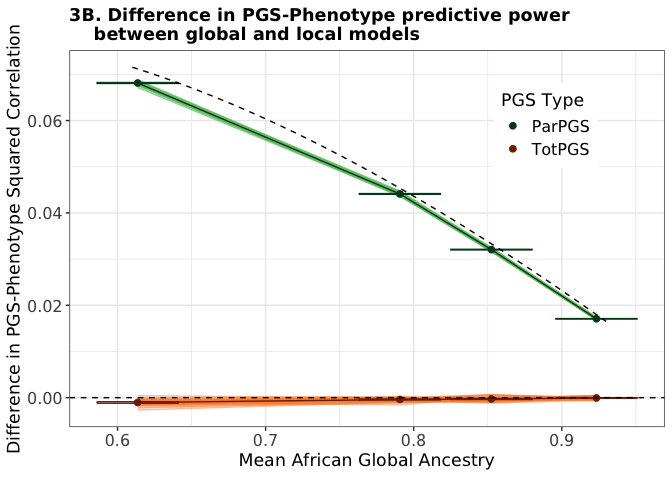 3B. Difference in PGS-Phenotype predictive power
between global and local models
Difference in PGS-Phenotype Squared Correlation
0.06
0.04
0.02
0.00
PGS Type
ParPGS
TotPGS
0.6 0.7 0.8 0.9
Mean African Global Ancestry